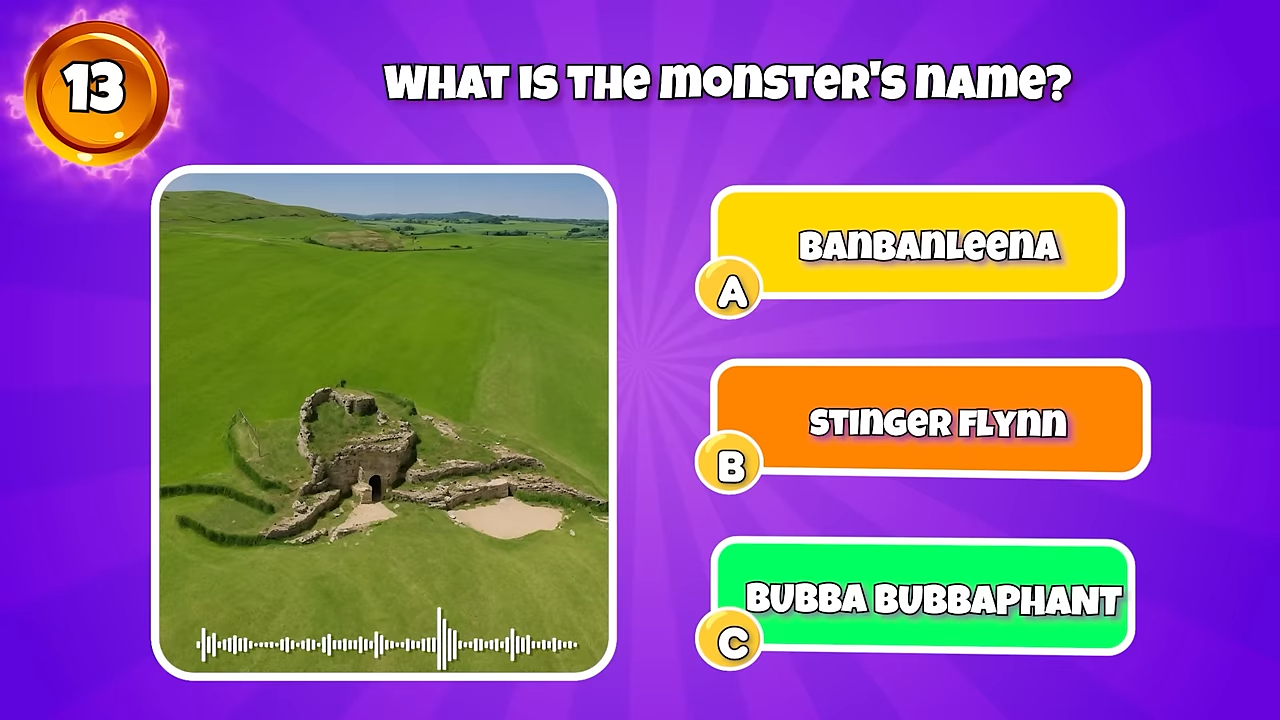 13
WHAT IS THE MONSTER'S NAME?
BANBANLEENA
A
STINGER FLYNN
B
BUBBA BUBBAPHANT
C